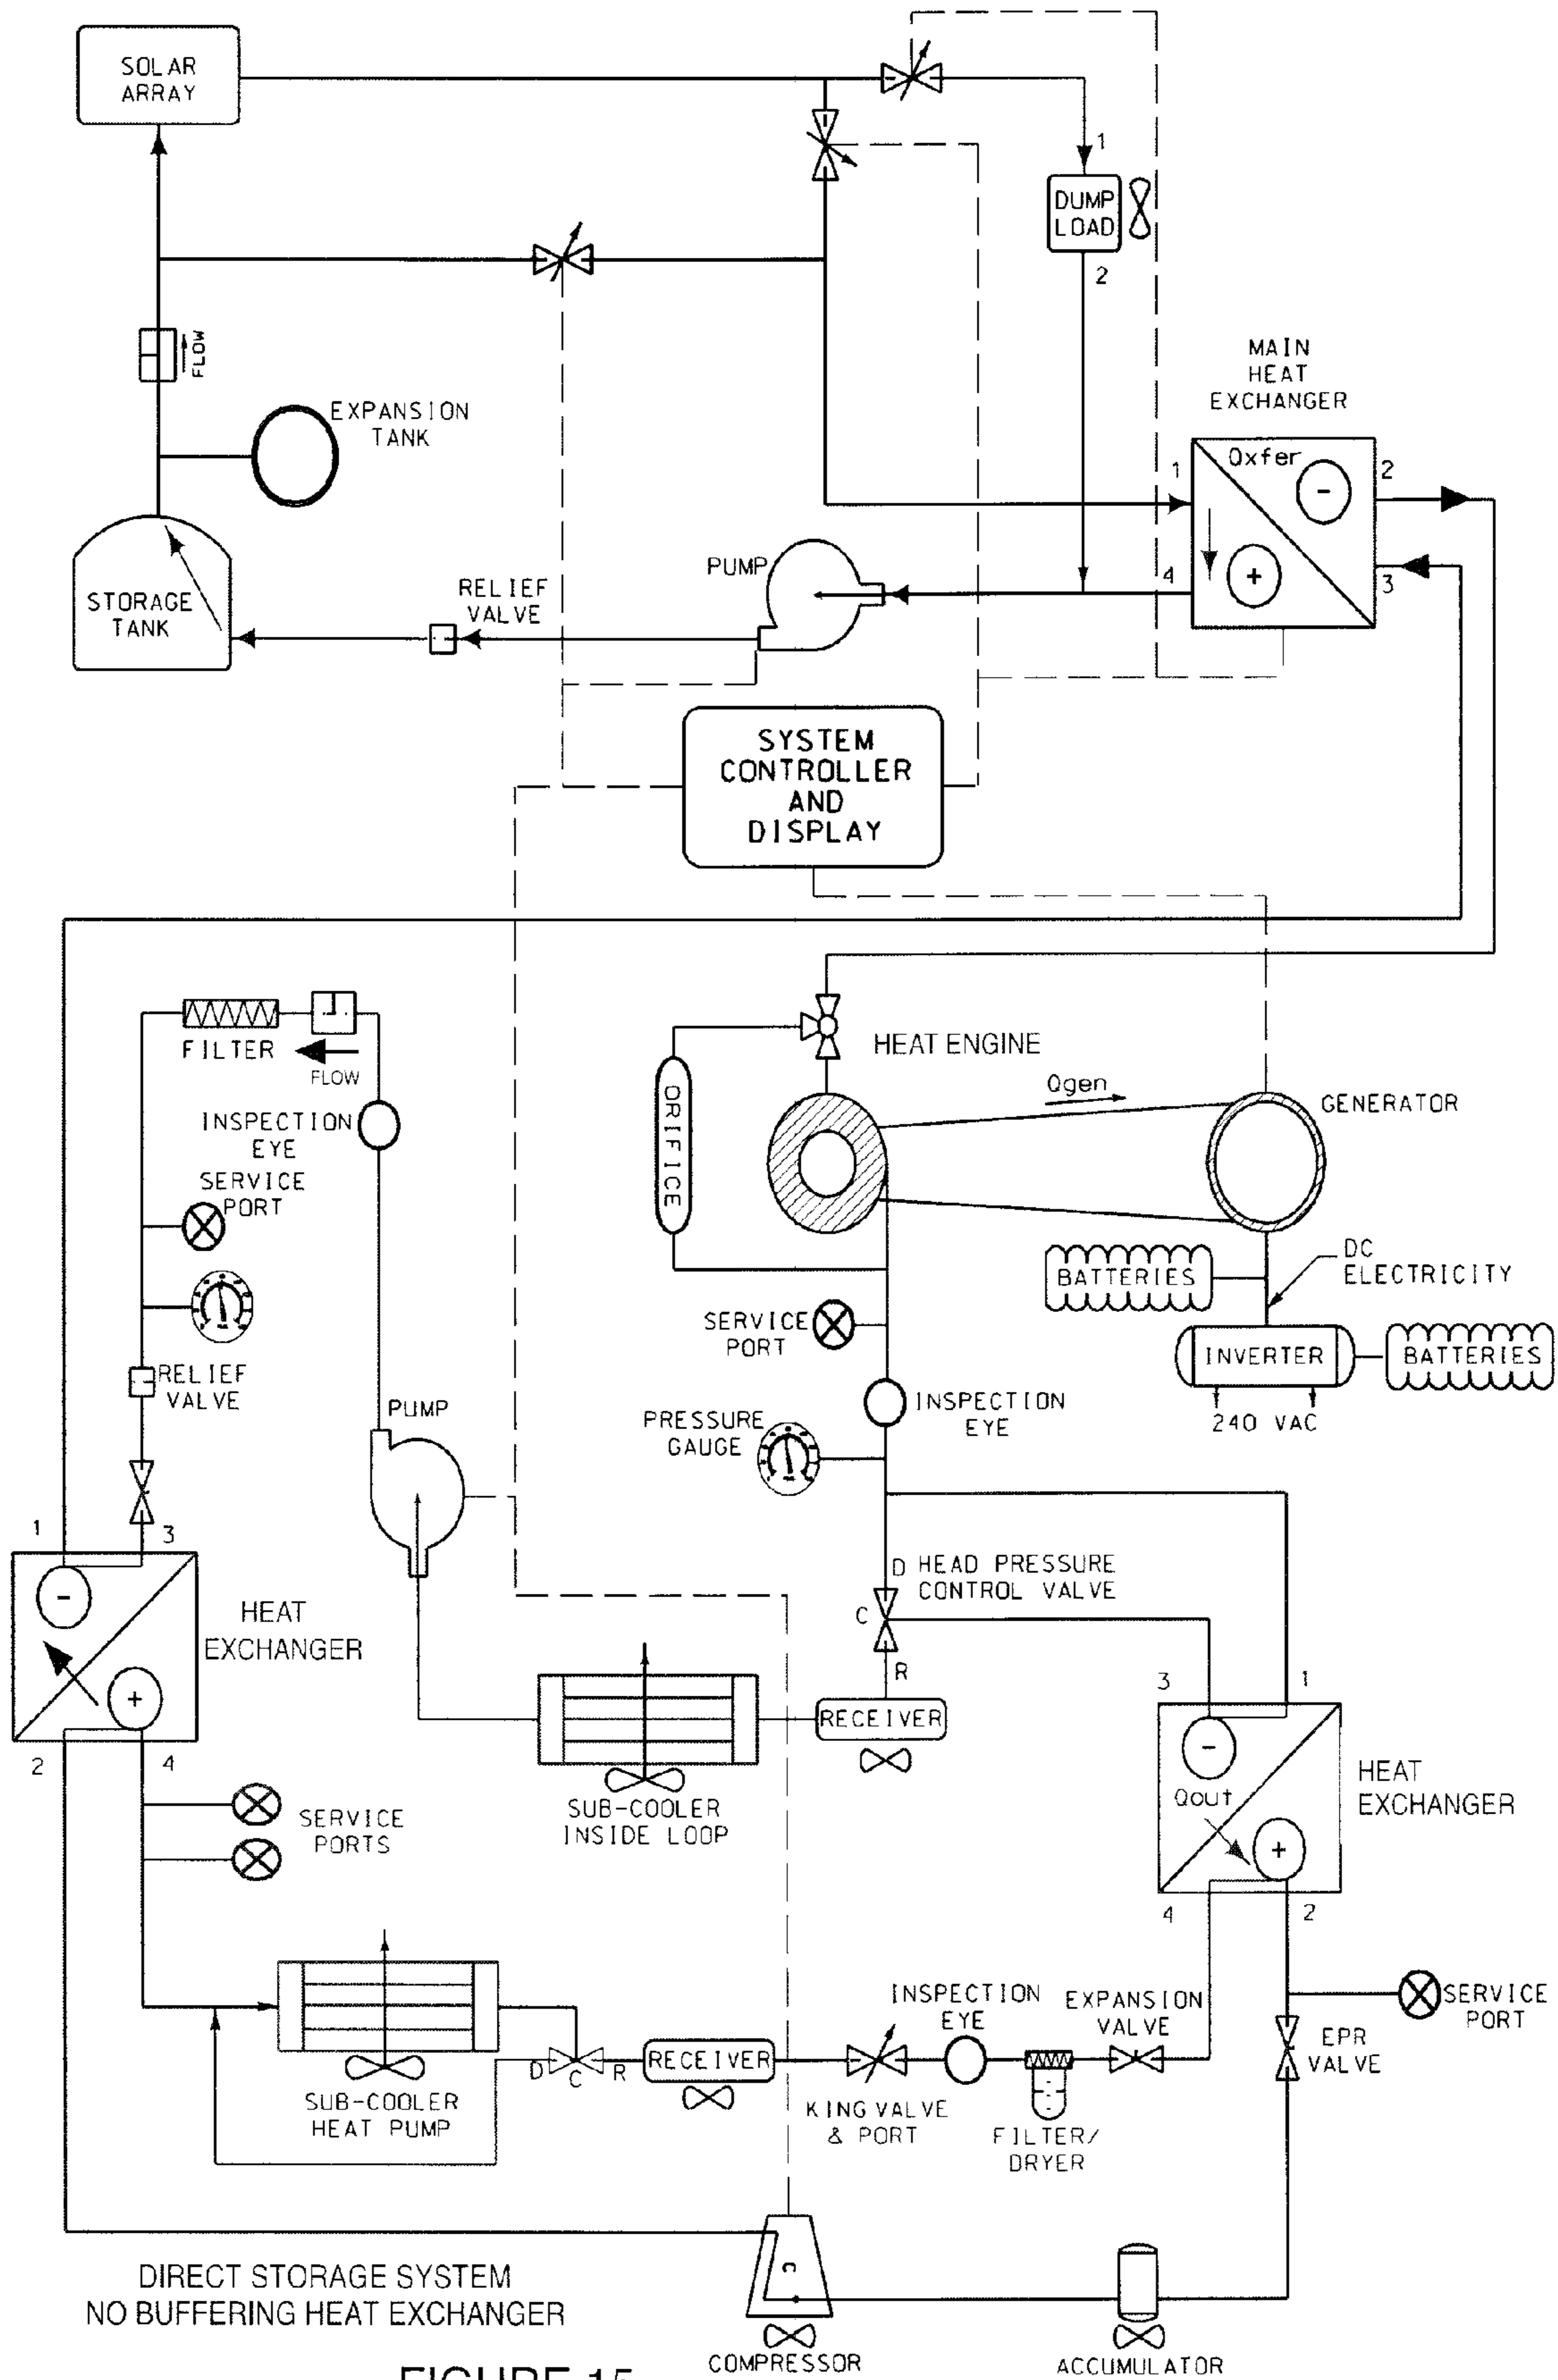 SOLAR
ARRAY
1
DUMP
LOAD
2
FLOW
EXPANSION
TANK
MAIN
HEAT
EXCHANGER
1
Qxfer
-
2
+
4
3
PUMP
RELIEF
VALVE
STORAGE
TANK
SYSTEM
CONTROLLER
AND
DISPLAY
FILTER
FLOW
INSPECTION
EYE
SERVICE
PORT
RELIEF
VALVE
PUMP
ORIFICE
HEAT ENGINE
Qgen
GENERATOR
BATTERIES
DC
ELECTRICITY
INVERTER
BATTERIES
240 VAC
SERVICE
PORT
INSPECTION
EYE
PRESSURE
GAUGE
D
HEAD PRESSURE
CONTROL VALVE
C
R
RECEIVER
1
3
-
+
2
4
HEAT
EXCHANGER
SUB-COOLER
INSIDE LOOP
3
1
-
Qout
+
4
2
HEAT
EXCHANGER
SERVICE
PORTS
SUB-COOLER
HEAT PUMP
D
C
R
RECEIVER
KING VALVE
& PORT
INSPECTION
EYE
FILTER/
DRYER
EXPANSION
VALVE
SERVICE
PORT
EPR
VALVE
C
COMPRESSOR
ACCUMULATOR
DIRECT STORAGE SYSTEM
NO BUFFERING HEAT EXCHANGER
FIGURE 15